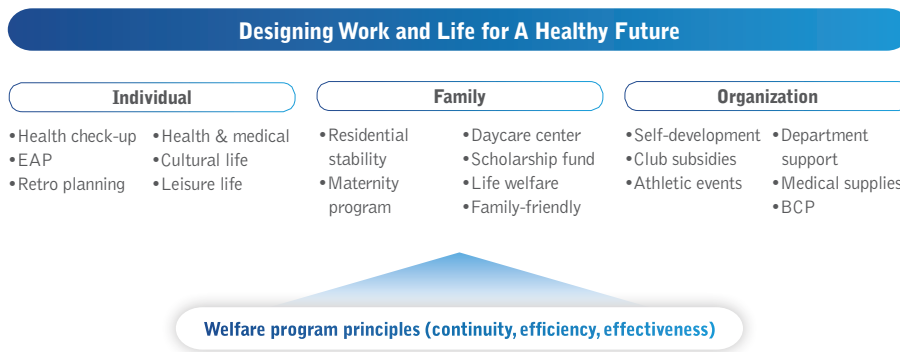 Designing Work and Life for A Healthy Future
Individual
•Health check-up
•EAP
•Retro planning
•Health & medical
•Cultural life
•Leisure life
Family
•Residential
stability
•Maternity
program
•Daycare center
•Scholarship fund
•Life welfare
•Family-friendly
Organization
•Self-development
•Club subsidies
•Athletic events
•Department
support
•Medical supplies
•BCP
Welfare program principles (continuity, efficiency, effectiveness)